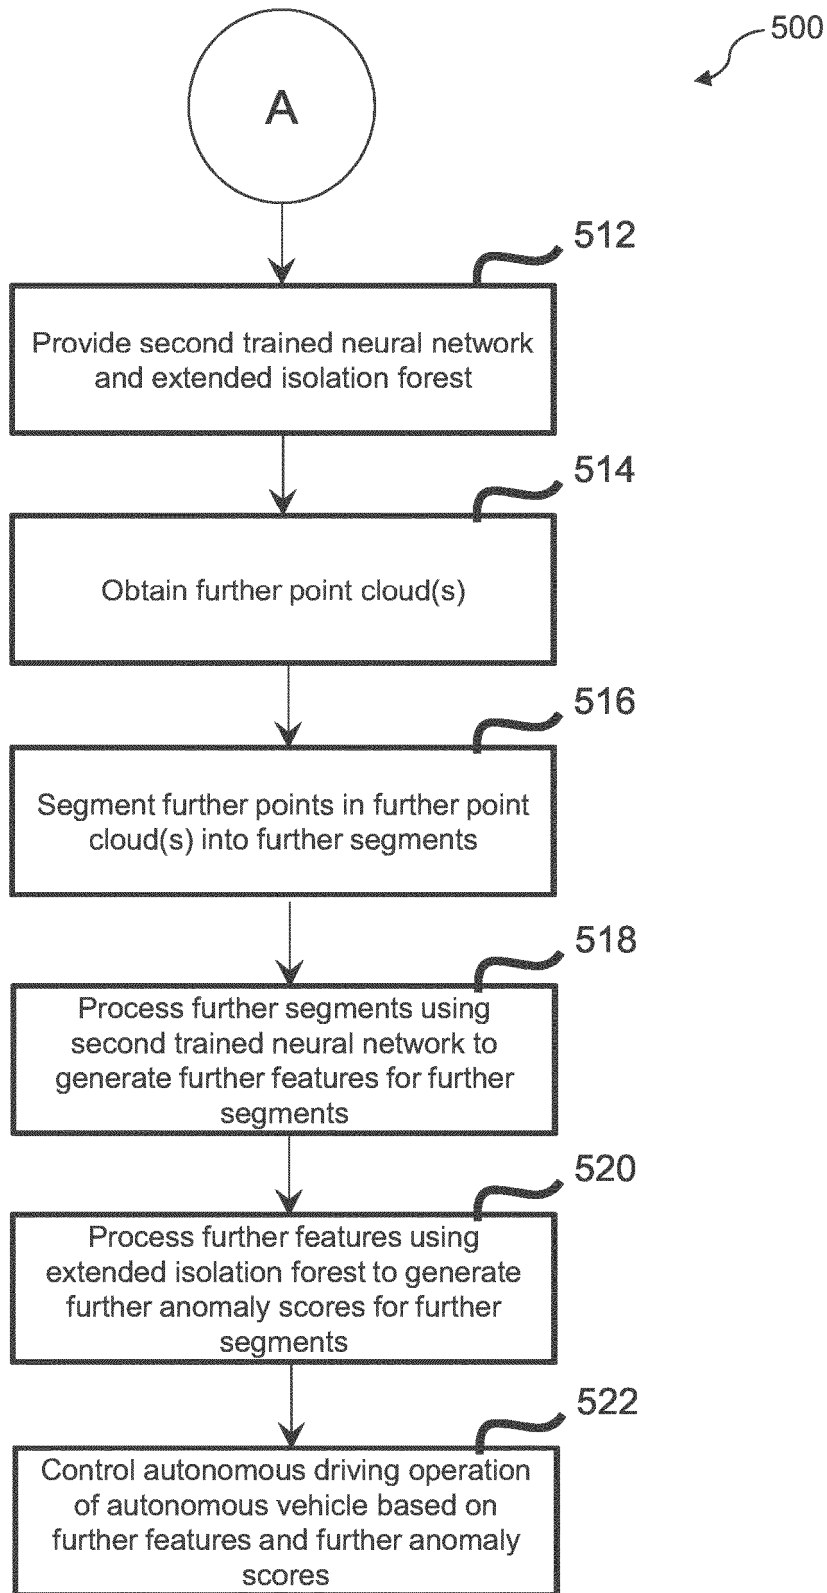 500
A
512
Provide second trained neural network
and extended isolation forest
514
Obtain further point cloud(s)
516
Segment further points in further point
cloud(s) into further segments
518
Process further segments using
second trained neural network to
generate further features for further
segments
520
Process further features using
extended isolation forest to generate
further anomaly scores for further
segments
522
Control autonomous driving operation
of autonomous vehicle based on
further features and further anomaly
scores